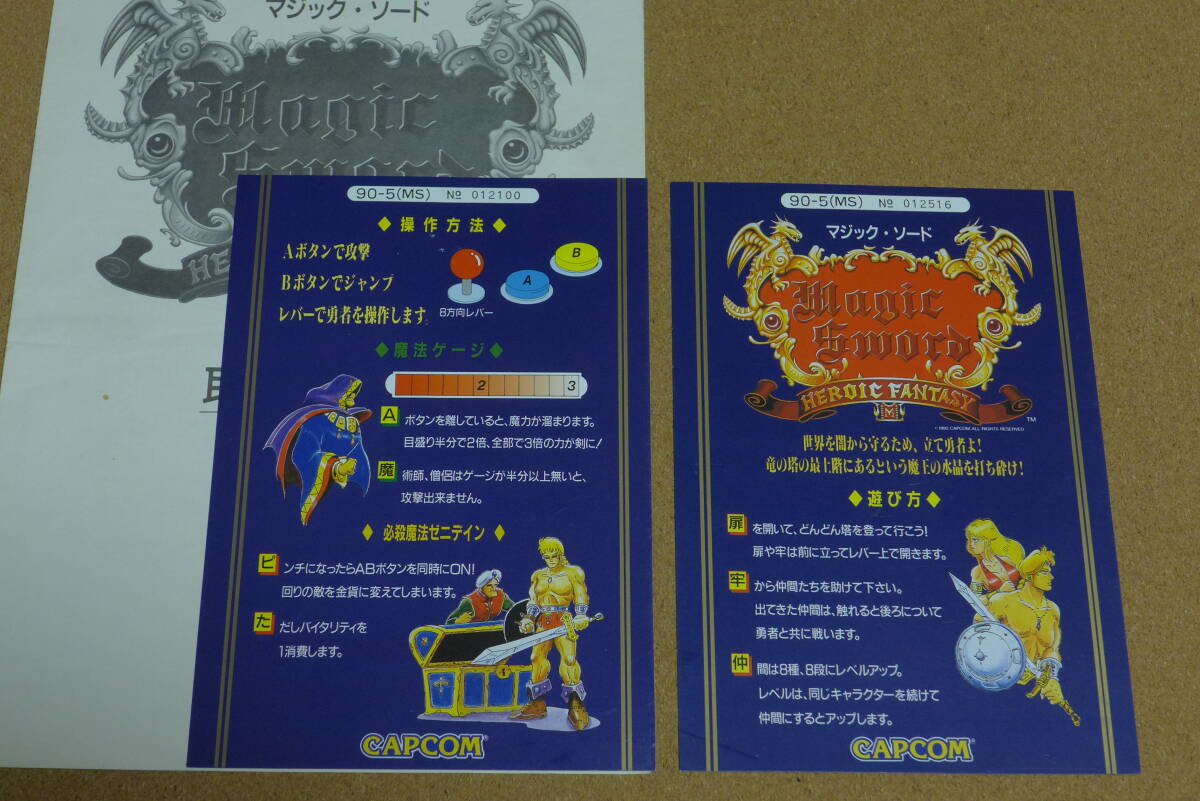 マジック・ソード
Magic
Sword
HE
90-5(MS) № 012100
◆ 操作方法 ◆
Aボタンで攻撃
Bボタンでジャンプ
レバーで勇者を操作します。
8方向レバー
A
B
◆ 魔法ゲージ ◆
2 3
Aボタンを離していると、魔力が溜まります。
目盛り半分で2倍、全部で3倍の力が剣に!
魔術師、僧侶はゲージが半分以上無いと、
攻撃出来ません。
◆ 必殺魔法ゼニテイン ◆
ピンチになったらABボタンを同時にON!
回りの敵を金貨に変えてしまいます。
ただしバイタリティを
1消費します。
CAPCOM®
90-5(MS) № 012516
マジック・ソード
Magic
Sword
HEROIC FANTASY
M
™
© 1990 CAPCOM ALL RIGHTS RESERVED
世界を闇から守るため、立て勇者よ!
竜の塔の最上階にあるという魔王の水晶を打ち砕け!
◆ 遊び方 ◆
扉を開いて、どんどん塔を登って行こう!
扉や牢は前に立ってレバー上で開きます。
牢から仲間たちを助けて下さい。
出てきた仲間は、触れると後ろについて
勇者と共に戦います。
仲間は8種、8段にレベルアップ。
レベルは、同じキャラクターを続けて
仲間にするとアップします。
CAPCOM®